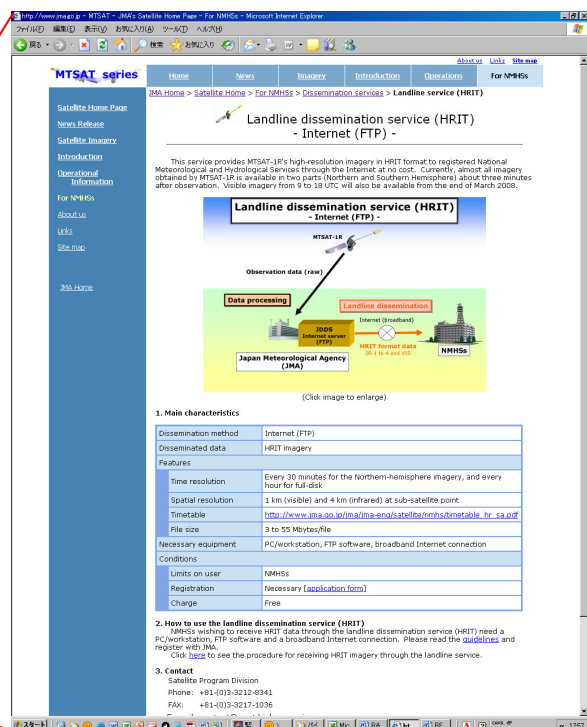 http://www.jma.go.jp - MTSAT - JMA's Satellite Home Page - For NMHSs - Microsoft Internet Explorer
ファイル(F) 編集(E) 表示(V) お気に入り(A) ツール(T) ヘルプ(H)
戻る 検索 お気に入り
About us Links Site map
MTSAT series
Home News Imagery Introduction Operations For NMHSs
JMA Home > Satellite Home > For NMHSs > Dissemination services > Landline service (HRIT)
Satellite Home Page
News Release
Satellite Imagery
Introduction
Operational
Information
For NMHSs
About us
Links
Site map
JMA Home
Landline dissemination service (HRIT)
- Internet (FTP) -
This service provides MTSAT-1R's high-resolution imagery in HRIT format to registered National
Meteorological and Hydrological Services through the Internet at no cost. Currently, almost all imagery
obtained by MTSAT-1R is available in two parts (Northern and Southern Hemisphere) about three minutes
after observation. Visible imagery from 9 to 18 UTC will also be available from the end of March 2008.
Landline dissemination service (HRIT)
- Internet (FTP) -
MTSAT-1R
Observation data (raw)
Data processing
Landline dissemination
Internet (broadband)
JDDS
Internet server
(FTP)
HRIT format data
IR-1 to 4 and VIS
NMHSs
Japan Meteorological Agency
(JMA)
(Click image to enlarge)
1. Main characteristics
Dissemination method Internet (FTP)
Disseminated data HRIT imagery
Features
Time resolution Every 30 minutes for the Northern-hemisphere imagery, and every
hour for full-disk
Spatial resolution 1 km (visible) and 4 km (infrared) at sub-satellite point
Timetable http://www.jma.go.jp/jma/jma-eng/satellite/nmhs/timetable_hr_sa.pdf
File size 3 to 55 Mbytes/file
Necessary equipment PC/workstation, FTP software, broadband Internet connection
Conditions
Limits on user NMHSs
Registration Necessary [application form]
Charge Free
2. How to use the landline dissemination service (HRIT)
NMHSs wishing to receive HRIT data through the landline dissemination service (HRIT) need a
PC/workstation, FTP software and a broadband Internet connection. Please read the guidelines and
register with JMA.
Click here to see the procedure for receiving HRIT imagery through the landline service.
3. Contact
Satellite Program Division
Phone: +81-(0)3-3212-8341
FAX: +81-(0)3-3217-1036